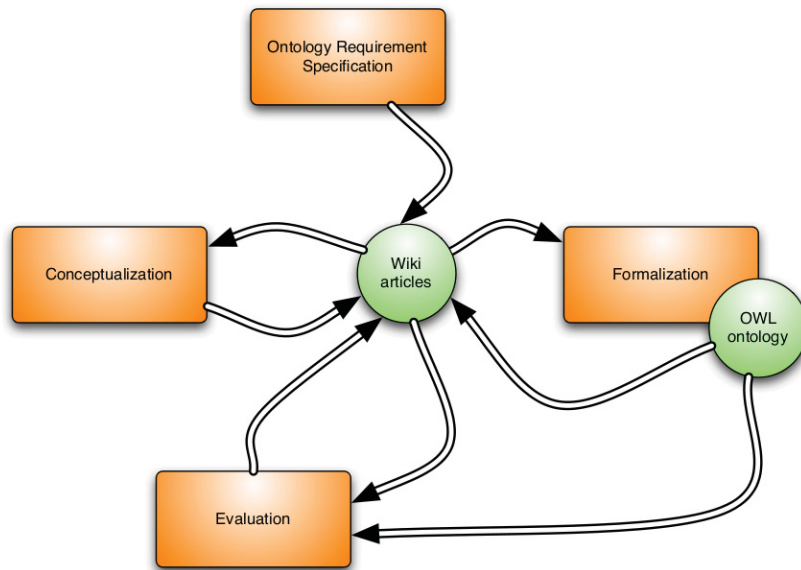 Ontology Requirement
Specification
Conceptualization
Wiki
articles
Formalization
OWL
ontology
Evaluation